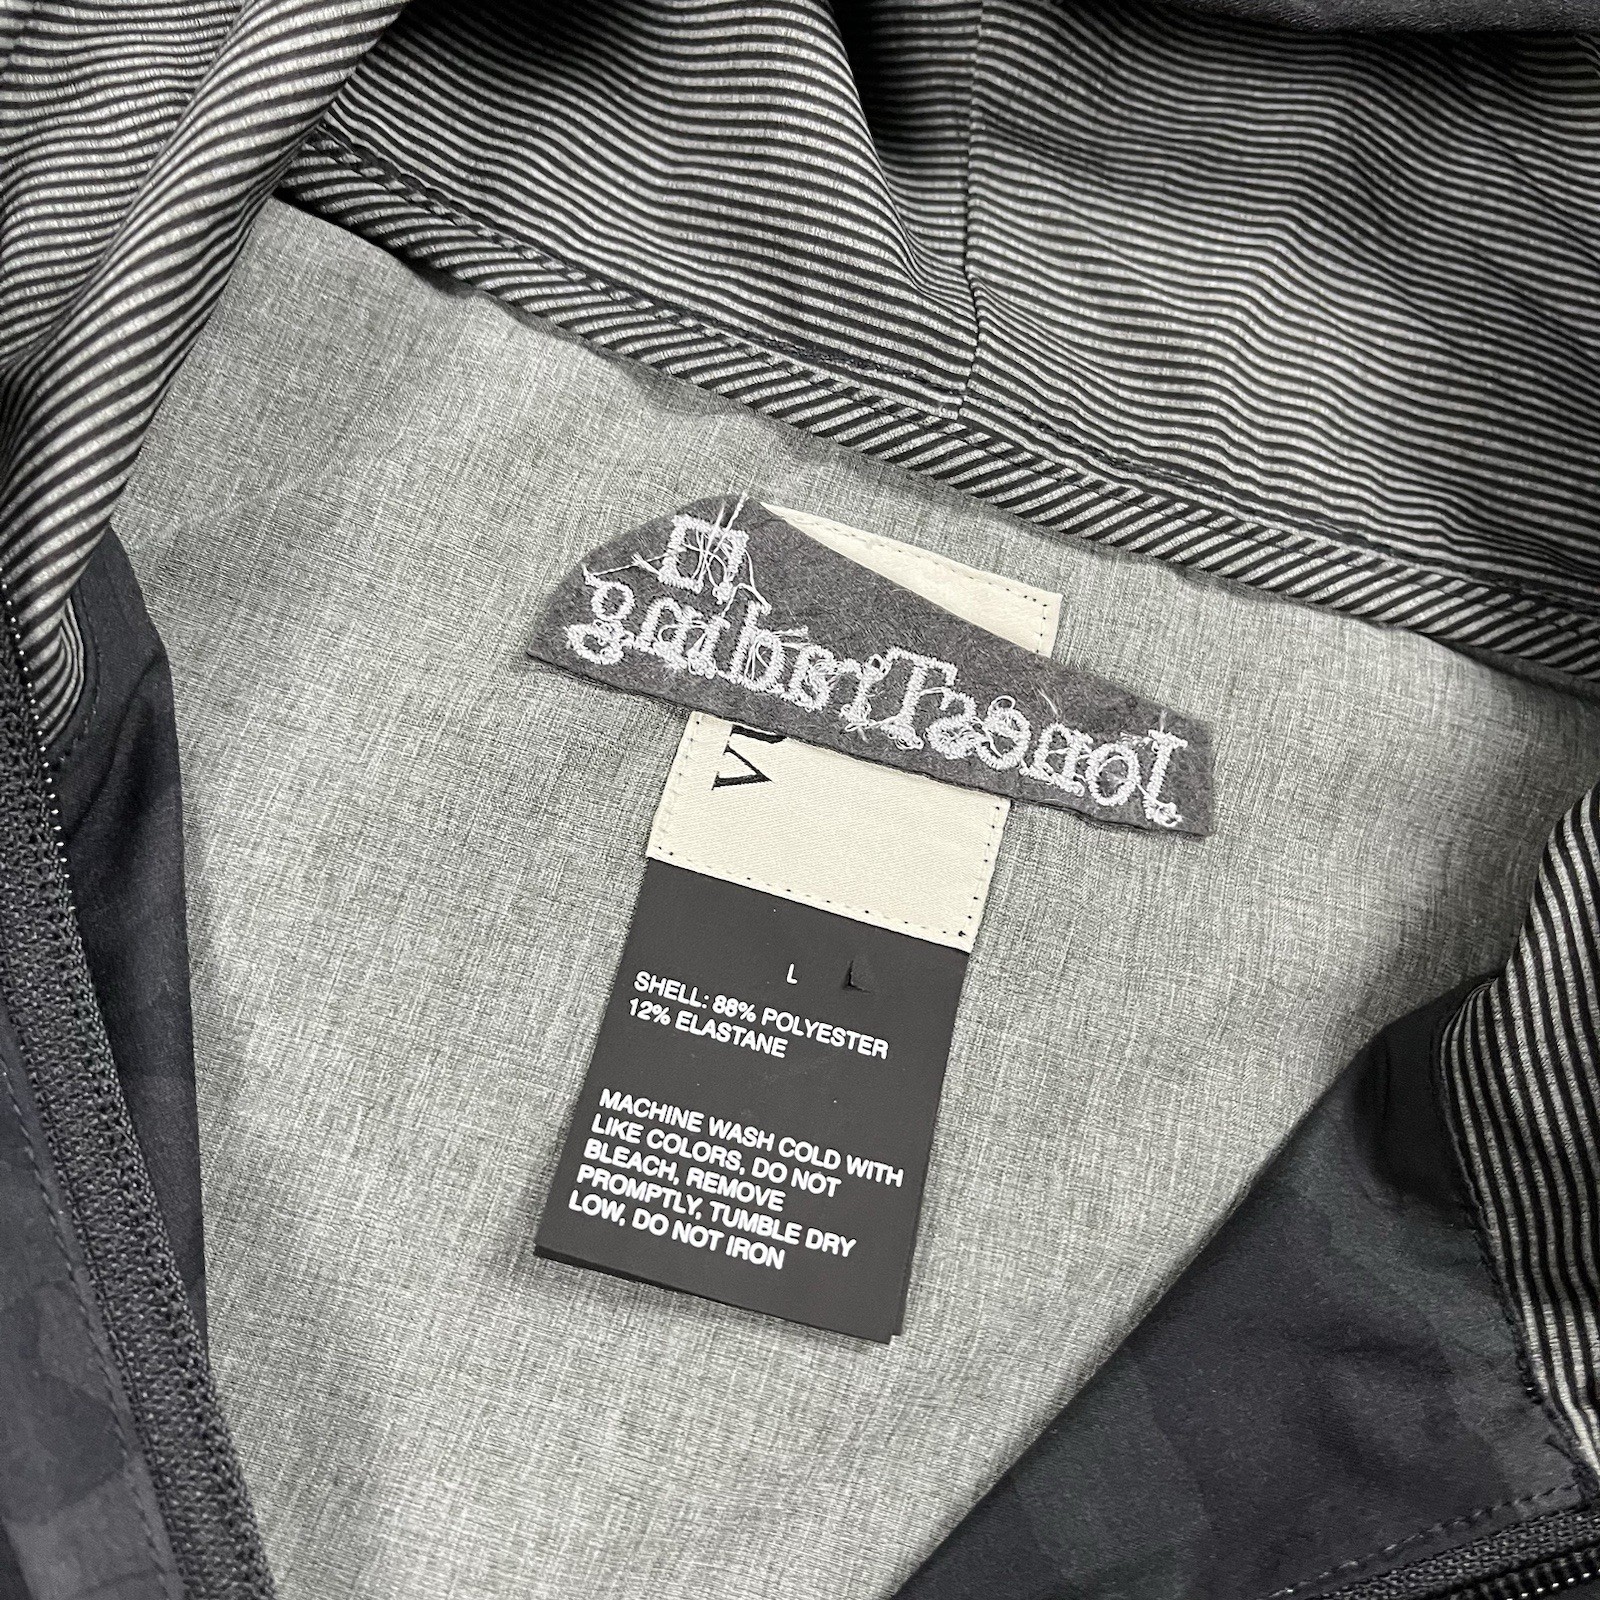 JonesTrading
L L
SHELL: 88% POLYESTER
12% ELASTANE
MACHINE WASH COLD WITH
LIKE COLORS, DO NOT
BLEACH, REMOVE
PROMPTLY, TUMBLE DRY
LOW, DO NOT IRON